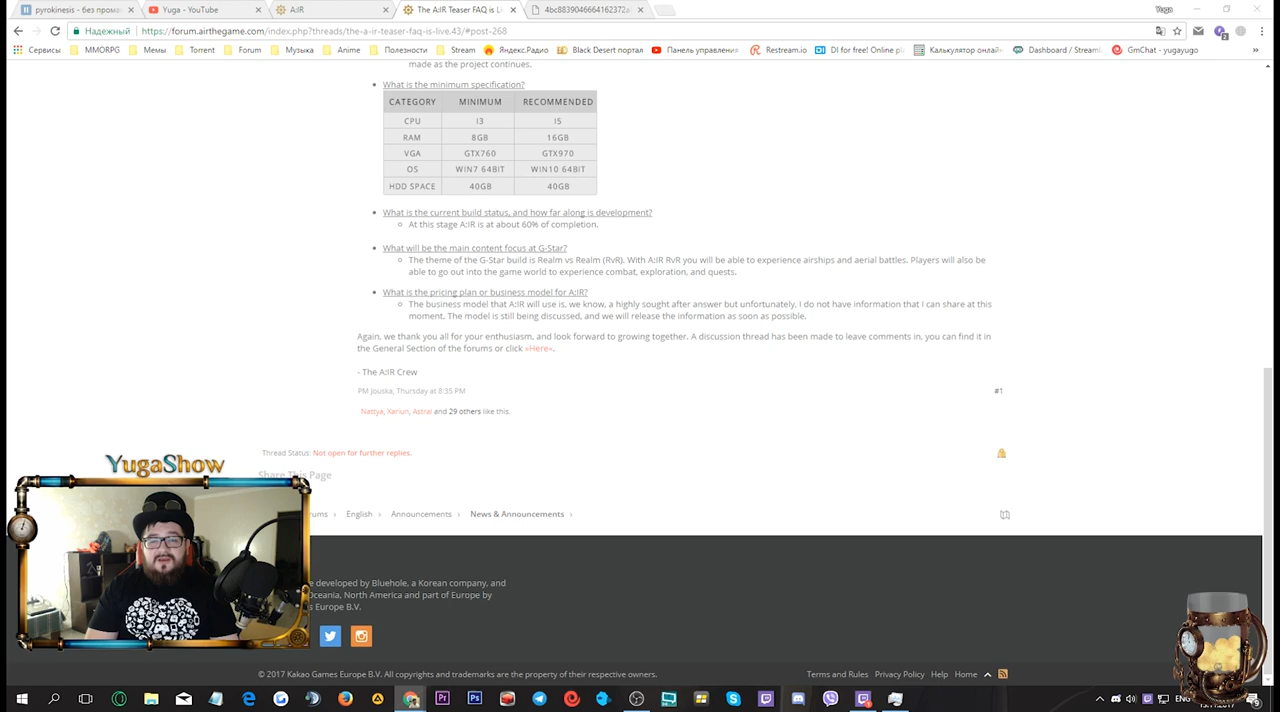 pyrokinesis - без прома
Yuga - YouTube
A:IR
The A:IR Teaser FAQ is L
4bc8839046664162372a
Yuga
Надежный
https://forum.airthegame.com/index.php?threads/the-a-ir-teaser-faq-is-live.43/#post-268
Сервисы
MMORPG
Мемы
Torrent
Forum
Музыка
Anime
Полезности
Stream
Яндекс.Радио
Black Desert портал
Панель управления
Restream.io
DI for free! Online pl
Калькулятор онлай
Dashboard / Streaml
GmChat - yugayugo
made as the project continues.
What is the minimum specification?
CATEGORY MINIMUM RECOMMENDED
CPU I3 I5
RAM 8GB 16GB
VGA GTX760 GTX970
OS WIN7 64BIT WIN10 64BIT
HDD SPACE 40GB 40GB
What is the current build status, and how far along is development?
At this stage A:IR is at about 60% of completion.
What will be the main content focus at G-Star?
The theme of the G-Star build is Realm vs Realm (RvR). With A:IR RvR you will be able to experience airships and aerial battles. Players will also be
able to go out into the game world to experience combat, exploration, and quests.
What is the pricing plan or business model for A:IR?
The business model that A:IR will use is, we know, a highly sought after answer but unfortunately, I do not have information that I can share at this
moment. The model is still being discussed, and we will release the information as soon as possible.
Again, we thank you all for your enthusiasm, and look forward to growing together. A discussion thread has been made to leave comments in, you can find it in
the General Section of the forums or click »Here«.
- The A:IR Crew
PM Jouska, Thursday at 8:35 PM
#1
Nattya, Xariun, Astral and 29 others like this.
Thread Status: Not open for further replies.
Share This Page
YugaShow
rums
English
Announcements
News & Announcements
e developed by Bluehole, a Korean company, and
Oceania, North America and part of Europe by
s Europe B.V.
© 2017 Kakao Games Europe B.V. All copyrights and trademarks are the property of their respective owners.
Terms and Rules
Privacy Policy
Help
Home
ENG